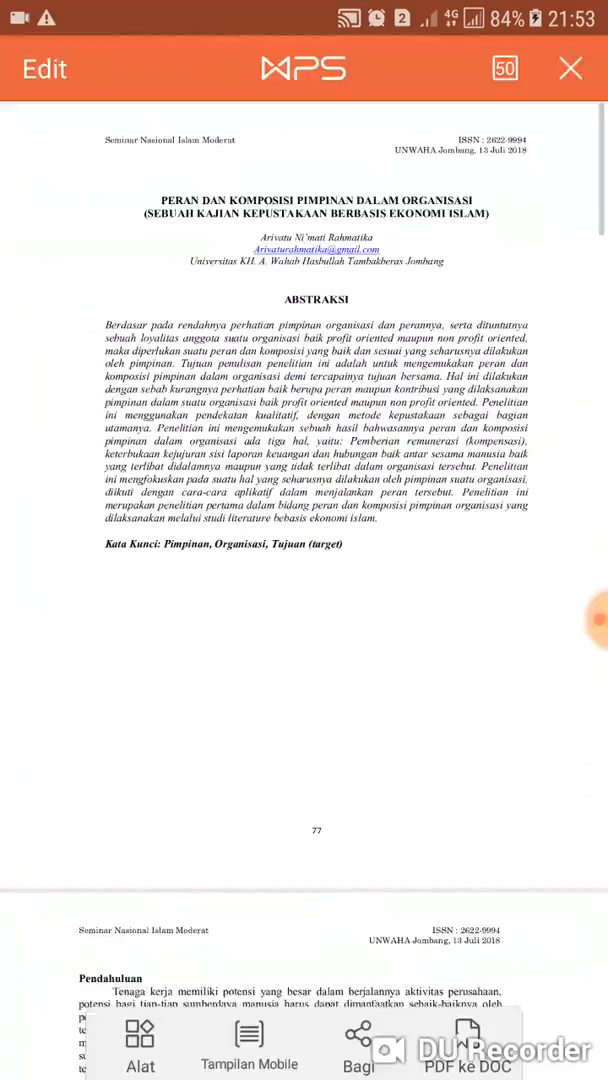 84% 21:53
Edit WPS 50
Seminar Nasional Islam Moderat ISSN : 2622-9994
UNWAHA Jombang, 13 Juli 2018
PERAN DAN KOMPOSISI PIMPINAN DALAM ORGANISASI
(SEBUAH KAJIAN KEPUSTAKAAN BERBASIS EKONOMI ISLAM)
Arivatu Ni'mati Rahmatika
Arivaturahmatika@gmail.com
Universitas KH. A. Wahab Hasbullah Tambakberas Jombang
ABSTRAKSI
Berdasar pada rendahnya perhatian pimpinan organisasi dan perannya, serta dituntutnya
sebuah loyalitas anggota suatu organisasi baik profit oriented maupun non profit oriented,
maka diperlukan suatu peran dan komposisi yang baik dan sesuai yang seharusnya dilakukan
oleh pimpinan. Tujuan penulisan penelitian ini adalah untuk mengemukakan peran dan
komposisi pimpinan dalam organisasi demi tercapainya tujuan bersama. Hal ini dilakukan
dengan sebab kurangnya perhatian baik berupa peran maupun kontribusi yang dilaksanakan
pimpinan dalam suatu organisasi baik profit oriented maupun non profit oriented. Penelitian
ini menggunakan pendekatan kualitatif, dengan metode kepustakaan sebagai bagian
utamanya. Penelitian ini mengemukakan sebuah hasil bahwasannya peran dan komposisi
pimpinan dalam organisasi ada tiga hal, yaitu: Pemberian remunerasi (kompensasi),
keterbukaan kejujuran sisi laporan keuangan dan hubungan baik antar sesama manusia baik
yang terlibat didalamnya maupun yang tidak terlibat dalam organisasi tersebut. Penelitian
ini mengfokuskan pada suatu hal yang seharusnya dilakukan oleh pimpinan suatu organisasi,
diikuti dengan cara-cara aplikatif dalam menjalankan peran tersebut. Penelitian ini
merupakan penelitian pertama dalam bidang peran dan komposisi pimpinan organisasi yang
dilaksanakan melalui studi literature bebasis ekonomi islam.
Kata Kunci: Pimpinan, Organisasi, Tujuan (target)
77
Seminar Nasional Islam Moderat ISSN : 2622-9994
UNWAHA Jombang, 13 Juli 2018
Pendahuluan
Tenaga kerja memiliki potensi yang besar dalam berjalannya aktivitas perusahaan,
potensi bagi tiap-tiap sumberdaya manusia harus dapat dimanfaatkan sebaik-baiknya oleh
Alat Tampilan Mobile Bagi PDF ke DOC
DU Recorder